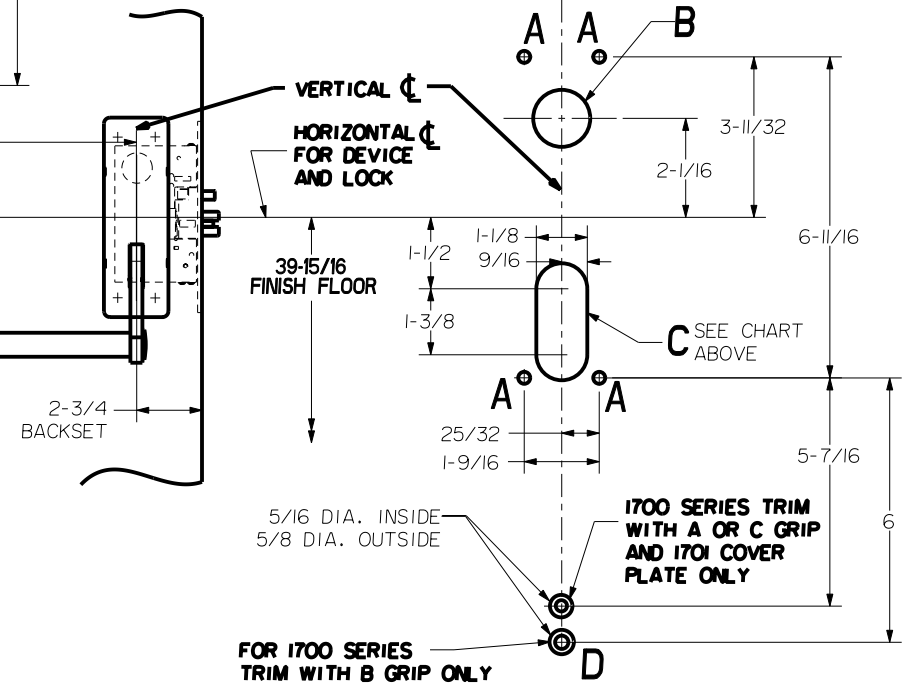 A A
B
VERTICAL ℄
3-11/32
HORIZONTAL ℄
FOR DEVICE
AND LOCK
2-1/16
1-1/8
6-11/16
1-1/2
9/16
39-15/16
FINISH FLOOR
1-3/8
C SEE CHART
ABOVE
A A
2-3/4
BACKSET
25/32
1-9/16
5-7/16
5/16 DIA. INSIDE
5/8 DIA. OUTSIDE
1700 SERIES TRIM
WITH A OR C GRIP
AND 1701 COVER
PLATE ONLY
6
FOR 1700 SERIES
TRIM WITH B GRIP ONLY
D